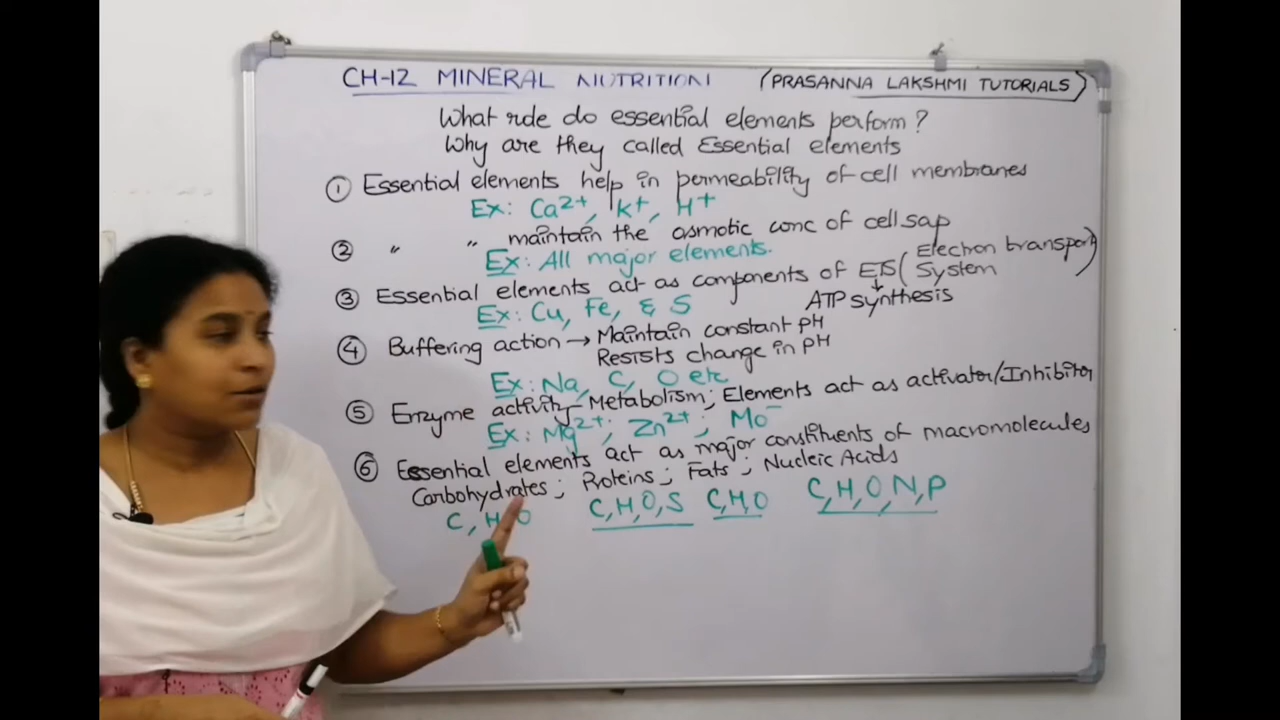 CH-12 MINERAL NUTRITION (PRASANNA LAKSHMI TUTORIALS)
What role do essential elements perform?
Why are they called Essential elements
① Essential elements help in permeability of cell membranes
Ex: Ca2+, K+, H+
② " " maintain the osmotic conc of cell sap
Ex: All major elements.
③ Essential elements act as components of ETS (Electron transport System)
Ex: Cu, Fe, & S
↓
ATP synthesis
④ Buffering action → Maintain constant pH
Resists change in pH
Ex: Na, C, O etc
⑤ Enzyme activity - Metabolism; Elements act as activator/Inhibitor
Ex: Mg2+; Zn2+; Mo-
⑥ Essential elements act as major constituents of macromolecules
Carbohydrates; Proteins; Fats; Nucleic Acids
C, H, O C, H, O, S C, H, O C, H, O, N, P